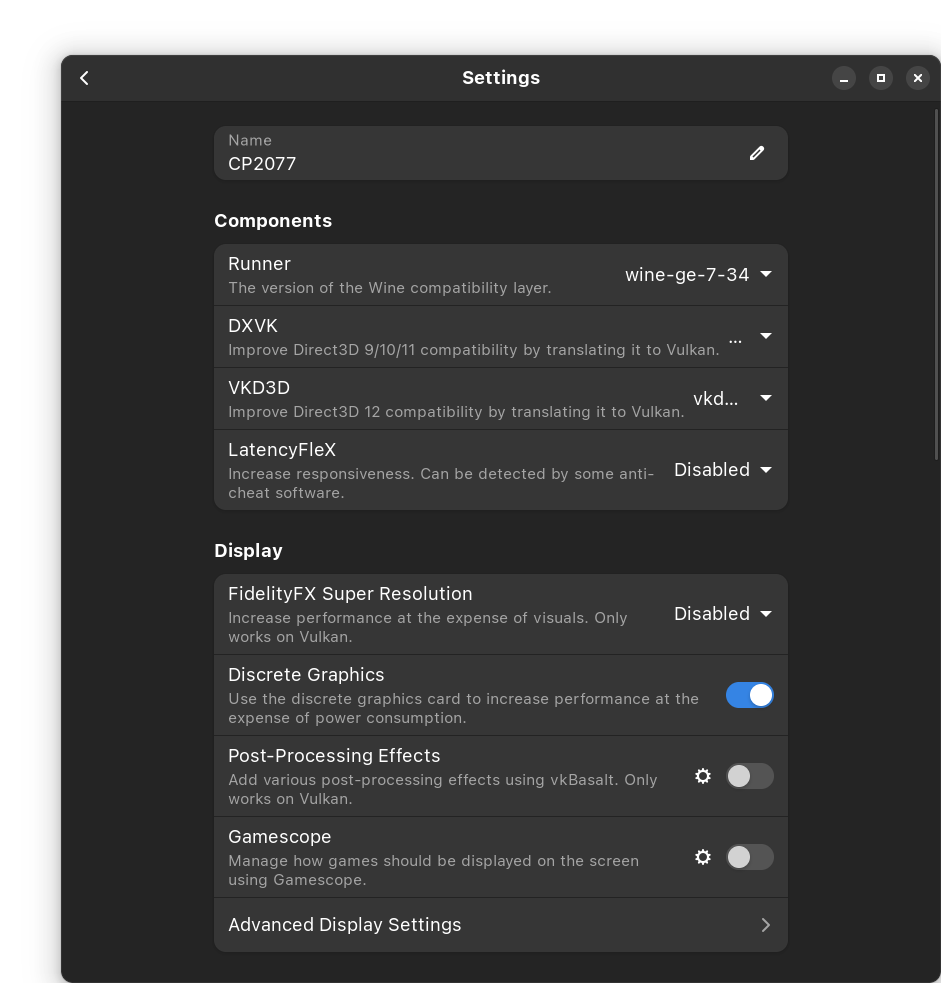 Settings
Name
CP2077
Components
Runner
The version of the Wine compatibility layer.
wine-ge-7-34
DXVK
Improve Direct3D 9/10/11 compatibility by translating it to Vulkan.
...
VKD3D
Improve Direct3D 12 compatibility by translating it to Vulkan.
vkd...
LatencyFleX
Increase responsiveness. Can be detected by some anti-
cheat software.
Disabled
Display
FidelityFX Super Resolution
Increase performance at the expense of visuals. Only
works on Vulkan.
Disabled
Discrete Graphics
Use the discrete graphics card to increase performance at the
expense of power consumption.
Post-Processing Effects
Add various post-processing effects using vkBasalt. Only
works on Vulkan.
Gamescope
Manage how games should be displayed on the screen
using Gamescope.
Advanced Display Settings